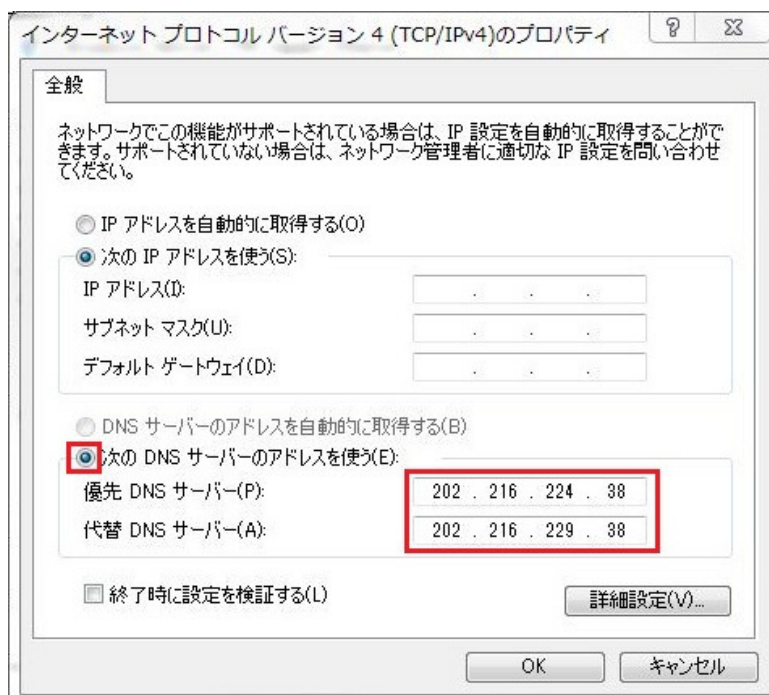 インターネット プロトコル バージョン 4 (TCP/IPv4)のプロパティ
全般
ネットワークでこの機能がサポートされている場合は、IP 設定を自動的に取得することがで
きます。サポートされていない場合は、ネットワーク管理者に適切な IP 設定を問い合わせ
てください。
IP アドレスを自動的に取得する(O)
次の IP アドレスを使う(S):
IP アドレス(I):
サブネット マスク(U):
デフォルト ゲートウェイ(D):
DNS サーバーのアドレスを自動的に取得する(B)
次の DNS サーバーのアドレスを使う(E):
優先 DNS サーバー(P): 202 . 216 . 224 . 38
代替 DNS サーバー(A): 202 . 216 . 229 . 38
終了時に設定を検証する(L)
詳細設定(V)...
OK キャンセル